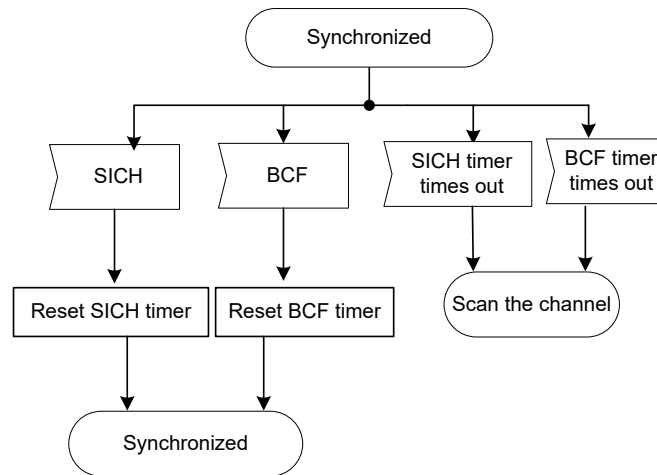 Synchronized
SICH
BCF
SICH timer
times out
BCF timer
times out
Reset SICH timer
Reset BCF timer
Scan the channel
Synchronized